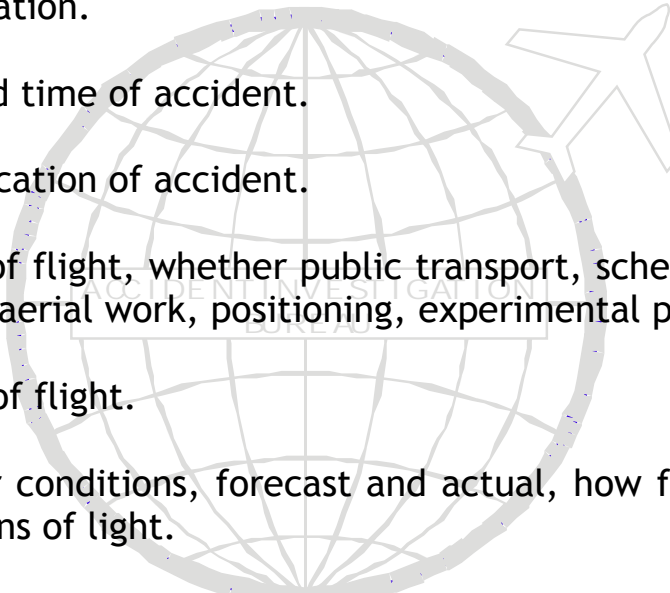 ation.
d time of accident.
cation of accident.
of flight, whether public transport, sche
ACCIDENT INVESTIGATION
aerial work, positioning, experimental p
BUREAU
of flight.
r conditions, forecast and actual, how f
ns of light.